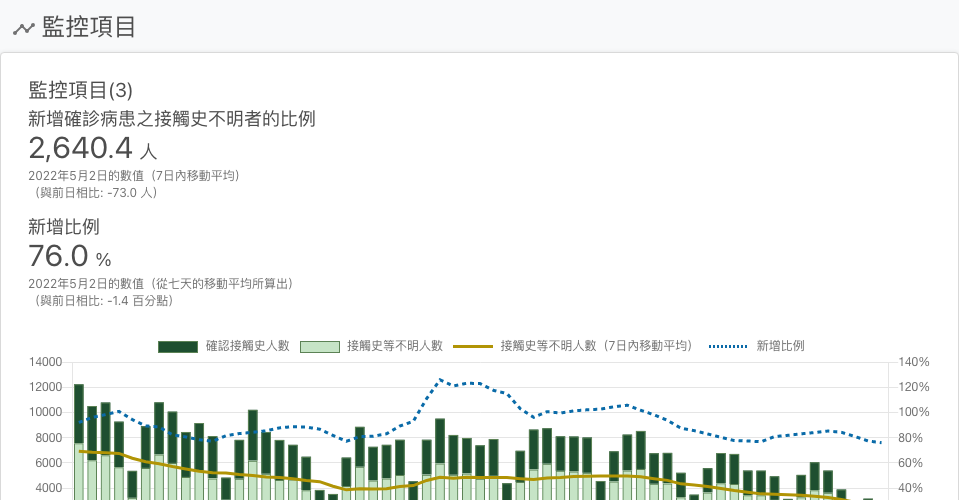 監控項目
監控項目(3)
新增確診病患之接觸史不明者的比例
2,640.4 人
2022年5月2日的數值（7日內移動平均）
（與前日相比: -73.0 人）
新增比例
76.0 %
2022年5月2日的數值（從七天的移動平均所算出）
（與前日相比: -1.4 百分點）
確認接觸史人數 接觸史等不明人數 接觸史等不明人數（7日內移動平均） 新增比例
14000 140%
12000 120%
10000 100%
8000 80%
6000 60%
4000 40%